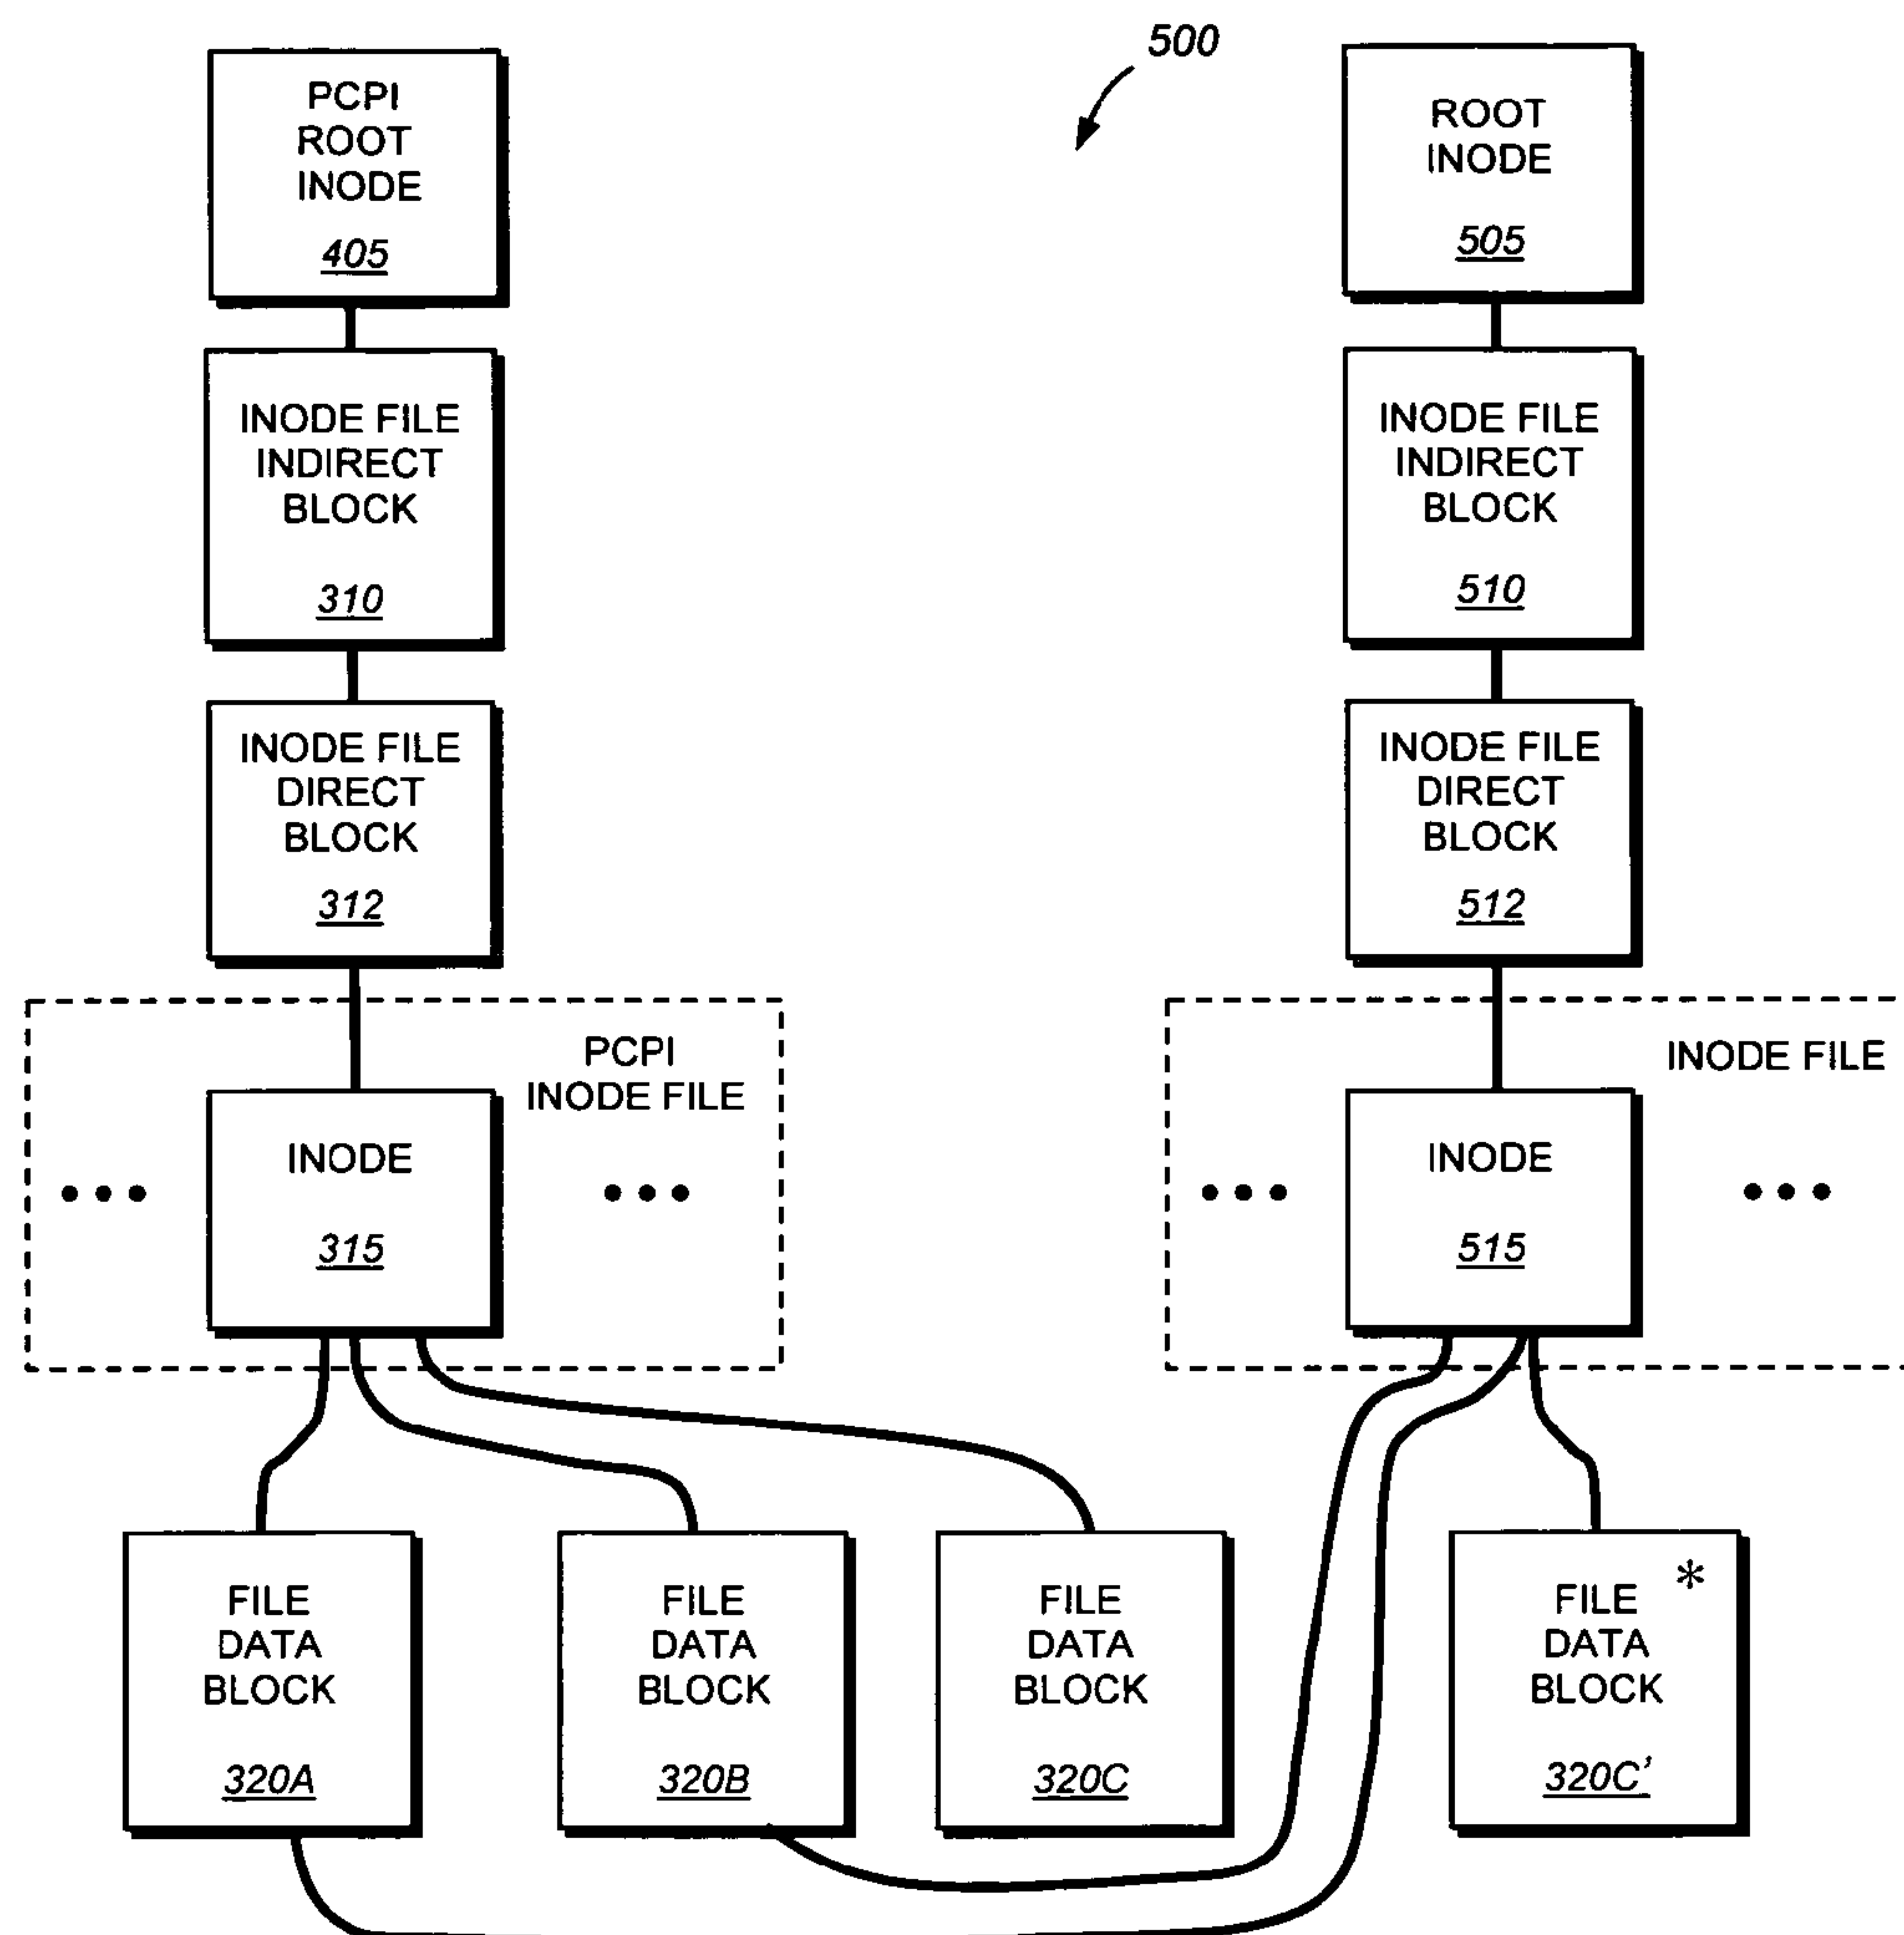 500
PCPI
ROOT
INODE
405
ROOT
INODE
505
INODE FILE
INDIRECT
BLOCK
310
INODE FILE
INDIRECT
BLOCK
510
INODE FILE
DIRECT
BLOCK
312
INODE FILE
DIRECT
BLOCK
512
PCPI
INODE FILE
INODE
315
INODE FILE
INODE
515
FILE
DATA
BLOCK
320A
FILE
DATA
BLOCK
320B
FILE
DATA
BLOCK
320C
*
FILE
DATA
BLOCK
320C'